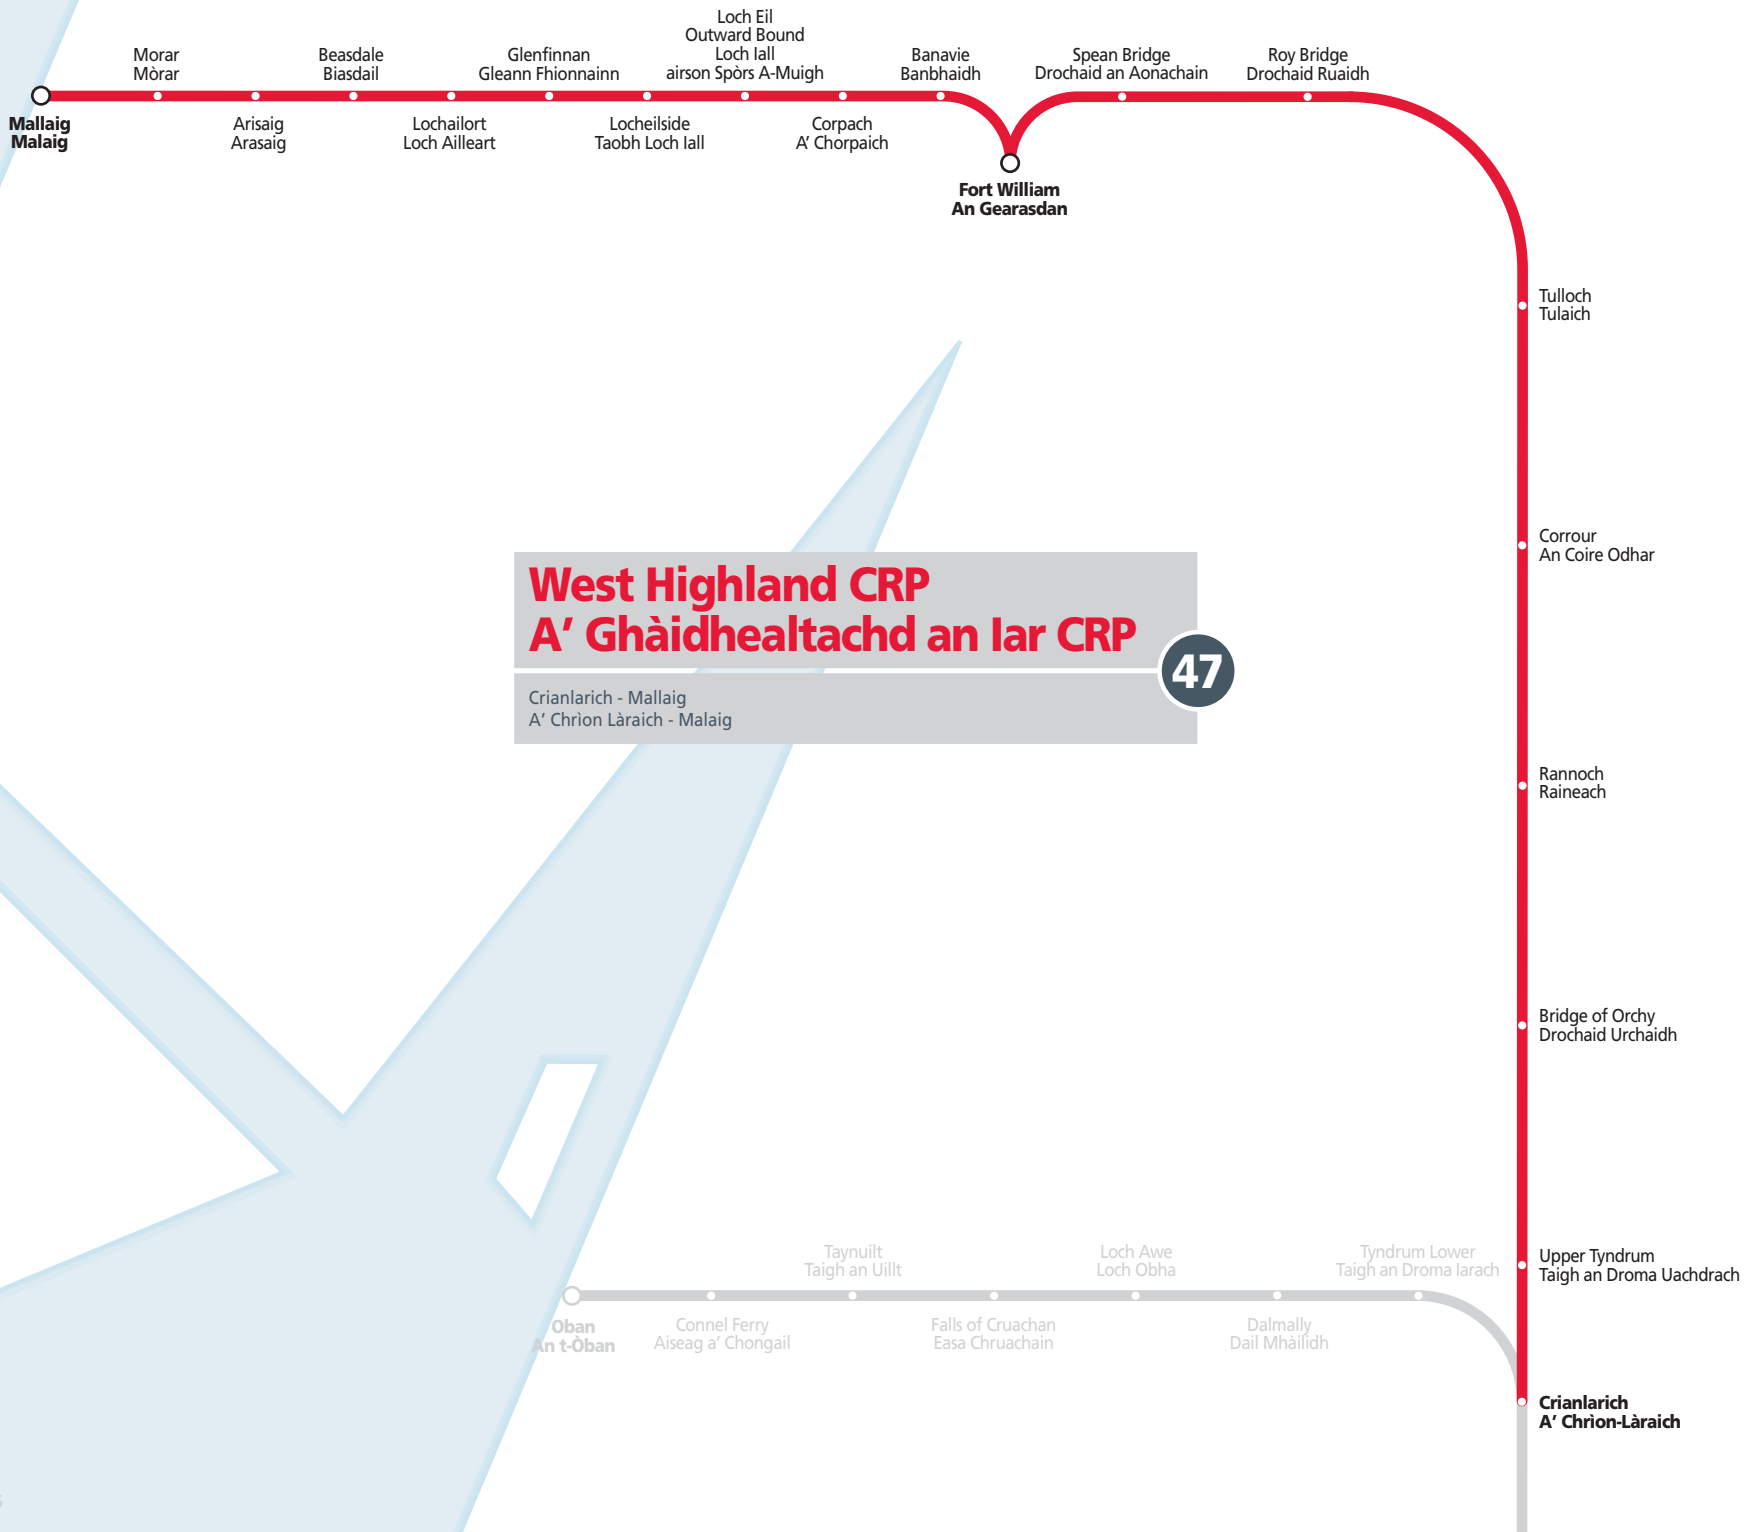 Loch Eil
Outward Bound
Loch Iall
airson Spòrs A-Muigh
Morar
Mòrar
Beasdale
Biasdail
Glenfinnan
Gleann Fhionnainn
Banavie
Banbhaidh
Spean Bridge
Drochaid an Aonachain
Roy Bridge
Drochaid Ruaidh
Mallaig
Malaig
Arisaig
Arasaig
Lochailort
Loch Ailleart
Locheilside
Taobh Loch Iall
Corpach
A’ Chorpaich
Fort William
An Gearasdan
Tulloch
Tulaich
Corrour
An Coire Odhar
West Highland CRP
A’ Ghàidhealtachd an Iar CRP
47
Crianlarich - Mallaig
A’ Chrìon Làraich - Malaig
Rannoch
Raineach
Bridge of Orchy
Drochaid Urchaidh
Taynuilt
Taigh an Uillt
Loch Awe
Loch Obha
Tyndrum Lower
Taigh an Droma Iarach
Upper Tyndrum
Taigh an Droma Uachdrach
Oban
An t-Òban
Connel Ferry
Aiseag a’ Chongail
Falls of Cruachan
Easa Chruachain
Dalmally
Dail Mhàilidh
Crianlarich
A’ Chrìon-Làraich